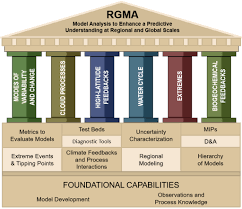 RGMA
Model Analysis to Enhance a Predictive
Understanding at Regional and Global Scales
MODES OF
VARIABILITY
AND CHANGE
CLOUD PROCESSES
HIGH-LATITUDE
FEEDBACKS
WATER CYCLE
EXTREMES
BIOGEOCHEMICAL
FEEDBACKS
Metrics to
Evaluate Models
Test Beds
Diagnostic Tools
Uncertainty
Characterization
MIPs
D&A
Extreme Events
& Tipping Points
Climate Feedbacks
and Process
Interactions
Regional
Modeling
Hierarchy of
Models
FOUNDATIONAL CAPABILITIES
Model Development
Observations and
Process Knowledge